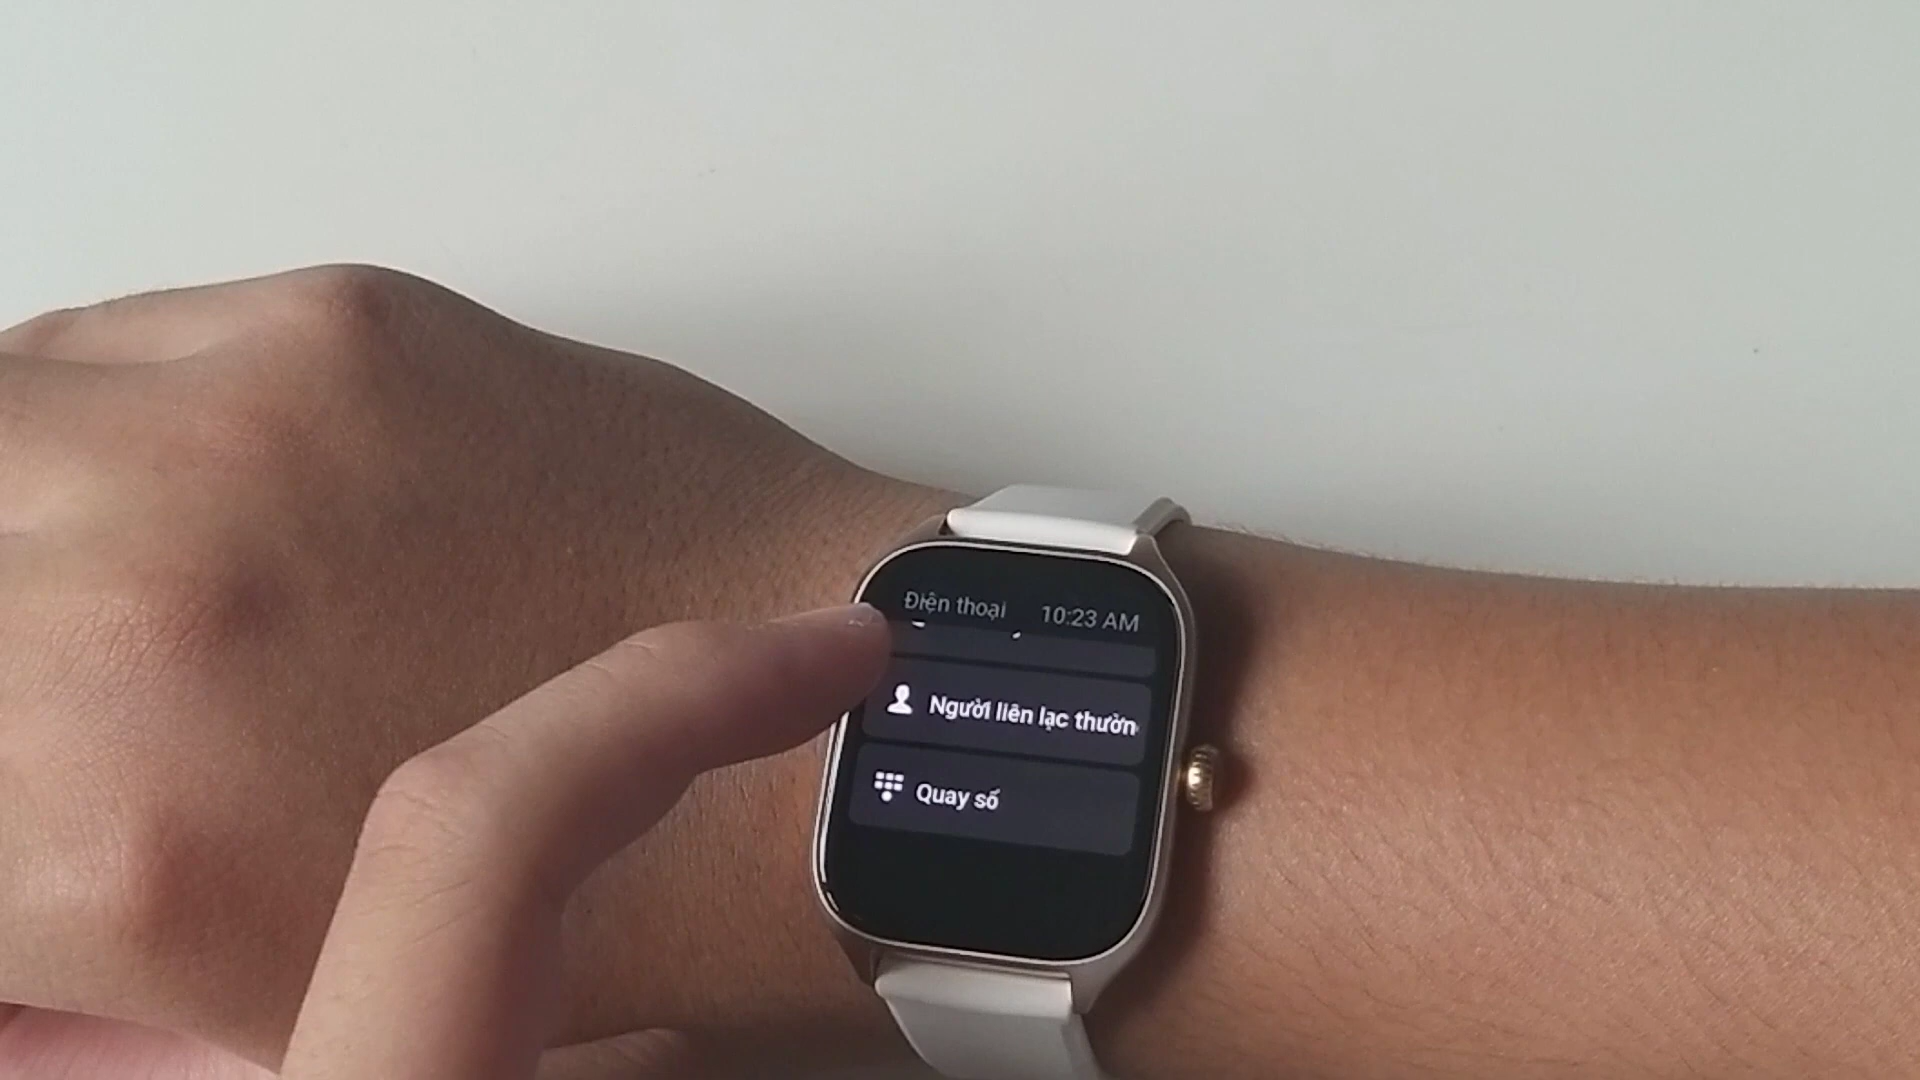 Điện thoại 10:23 AM
Người liên lạc thườn
Quay số